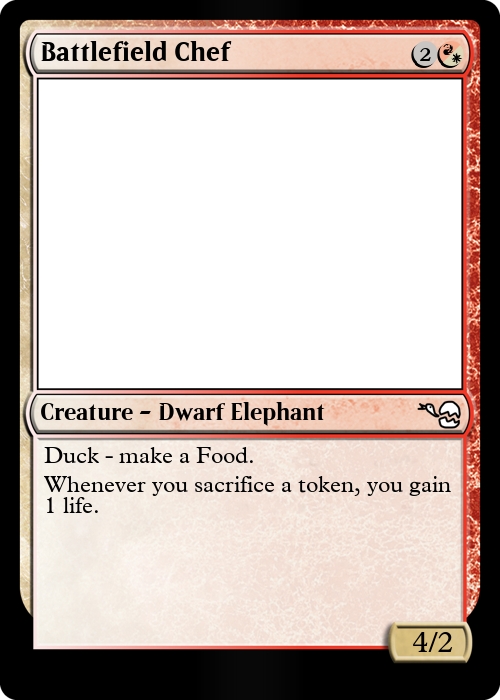 Battlefield Chef 2
Creature – Dwarf Elephant
Duck - make a Food.
Whenever you sacrifice a token, you gain
1 life.
4/2